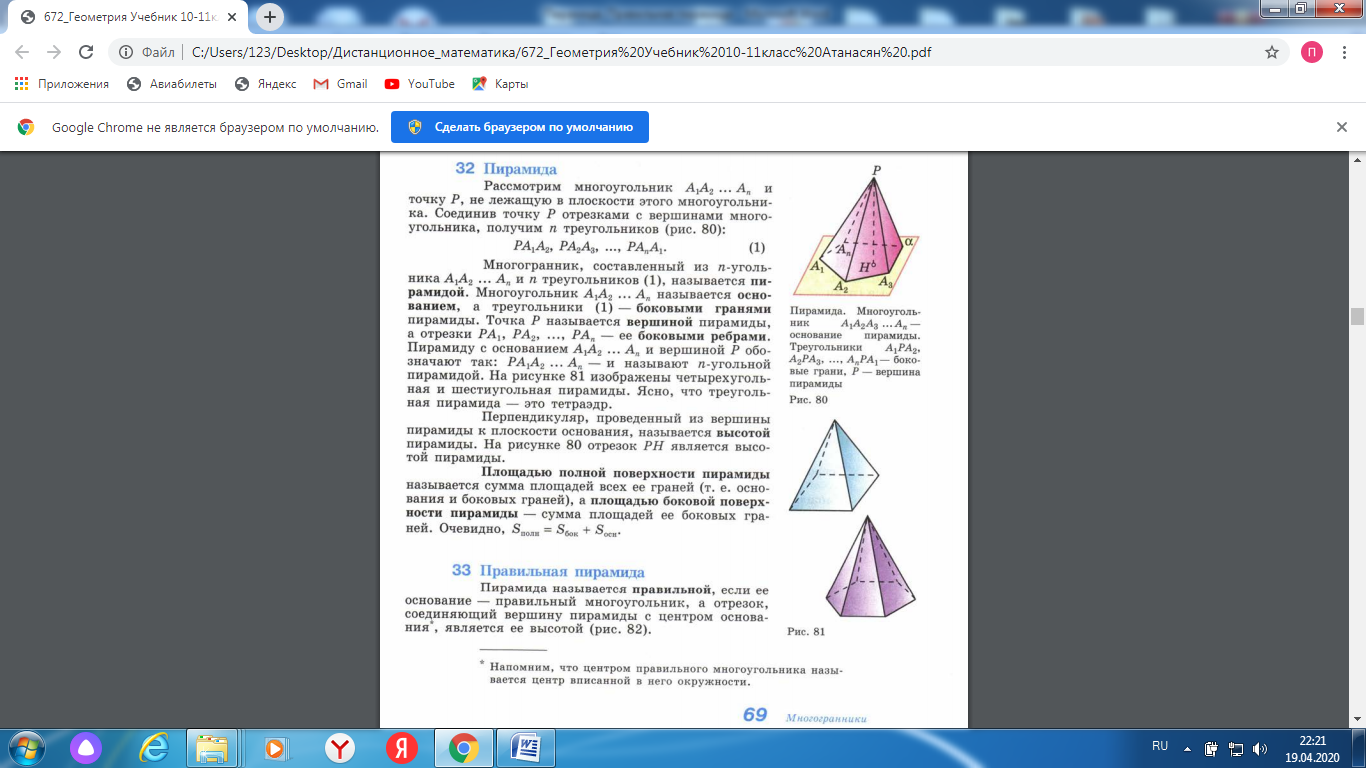 672_Геометрия Учебник 10-11кл
Файл
C:/Users/123/Desktop/Дистанционное_математика/672_Геометрия%20Учебник%2010-11класс%20Атанасян%20.pdf
П
Приложения
Авиабилеты
Яндекс
Gmail
YouTube
Карты
Google Chrome не является браузером по умолчанию.
Сделать браузером по умолчанию
32 Пирамида
Рассмотрим многоугольник A₁A₂ ... Aₙ и
точку P, не лежащую в плоскости этого многоугольни-
ка. Соединив точку P отрезками с вершинами много-
угольника, получим n треугольников (рис. 80):
PA₁A₂, PA₂A₃, ..., PAₙA₁. (1)
Многогранник, составленный из n-уголь-
ника A₁A₂ ... Aₙ и n треугольников (1), называется пи-
рамидой. Многоугольник A₁A₂ ... Aₙ называется осно-
ванием, а треугольники (1) — боковыми гранями
пирамиды. Точка P называется вершиной пирамиды,
а отрезки PA₁, PA₂, ..., PAₙ — ее боковыми ребрами.
Пирамиду с основанием A₁A₂ ... Aₙ и вершиной P обо-
значают так: PA₁A₂ ... Aₙ — и называют n-угольной
пирамидой. На рисунке 81 изображены четырехуголь-
ная и шестиугольная пирамиды. Ясно, что треуголь-
ная пирамида — это тетраэдр.
Перпендикуляр, проведенный из вершины
пирамиды к плоскости основания, называется высотой
пирамиды. На рисунке 80 отрезок PH является высо-
той пирамиды.
Площадью полной поверхности пирамиды
называется сумма площадей всех ее граней (т. е. осно-
вания и боковых граней), а площадью боковой поверх-
ности пирамиды — сумма площадей ее боковых гра-
ней. Очевидно, Sполн = Sбок + Sосн.
33 Правильная пирамида
Пирамида называется правильной, если ее
основание — правильный многоугольник, а отрезок,
соединяющий вершину пирамиды с центром основа-
ния*, является ее высотой (рис. 82).
* Напомним, что центром правильного многоугольника назы-
вается центр вписанной в него окружности.
69 Многогранники
P
α
Aₙ
A₁
H
A₂
A₃
Пирамида. Многоуголь-
ник A₁A₂A₃ ... Aₙ —
основание пирамиды.
Треугольники A₁PA₂,
A₂PA₃, ..., AₙPA₁ — боко-
вые грани, P — вершина
пирамиды
Рис. 80
Рис. 81
RU
22:21
19.04.2020